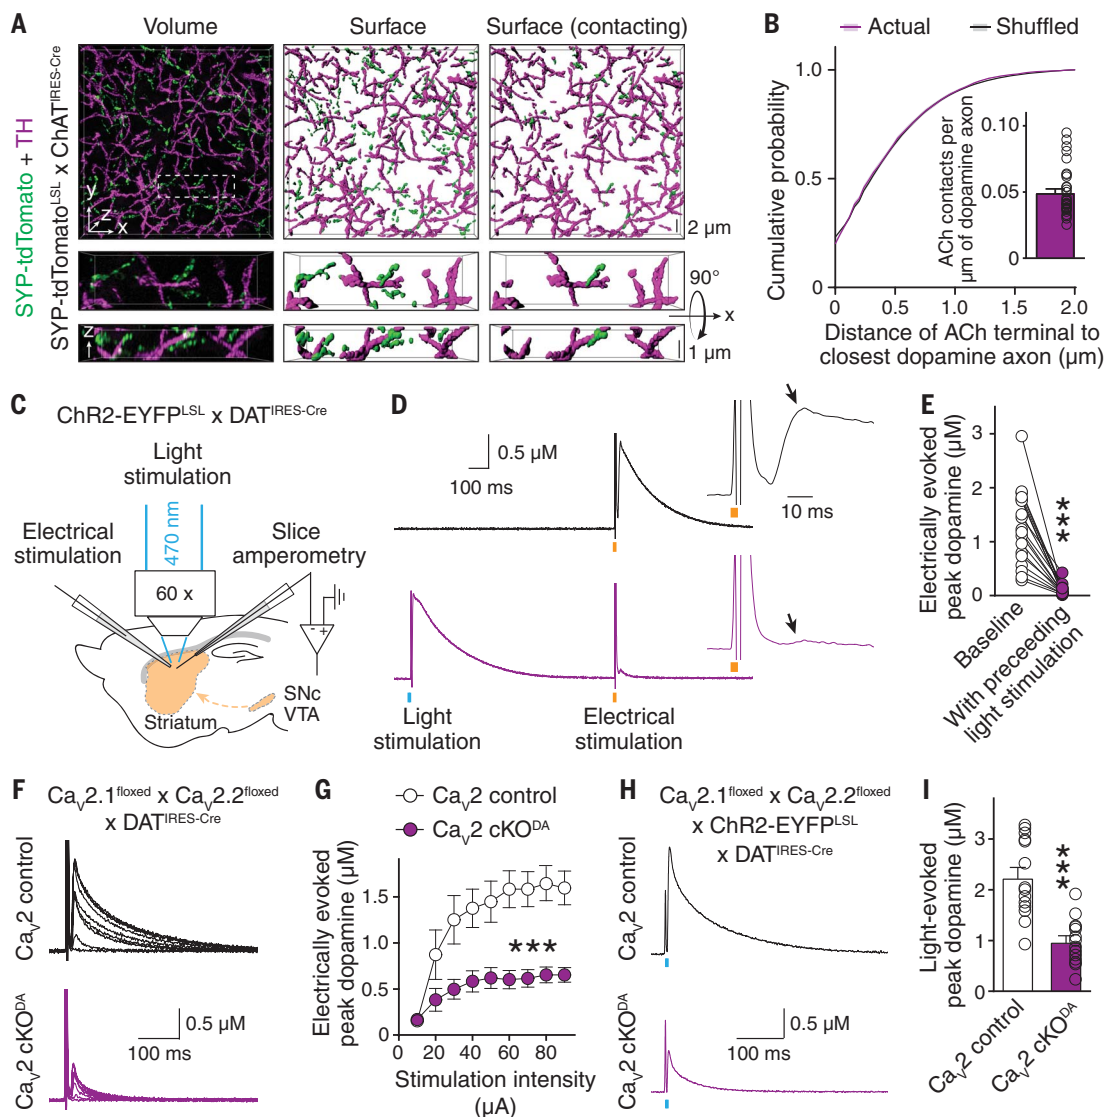 A
Volume
Surface
Surface (contacting)
SYP-tdTomato + TH
SYP-tdTomato^LSL x ChAT^IRES-Cre
y
z
x
2 μm
90°
x
z
1 μm
B
Actual
Shuffled
Cumulative probability
1.0
0.5
0
0
0.5
1.0
1.5
2.0
Distance of ACh terminal to
closest dopamine axon (μm)
ACh contacts per
μm of dopamine axon
0.10
0.05
0
C
ChR2-EYFP^LSL x DAT^IRES-Cre
Light
stimulation
Electrical
stimulation
470 nm
Slice
amperometry
60 x
- +
Striatum
SNc
VTA
D
0.5 μM
100 ms
10 ms
Light
stimulation
Electrical
stimulation
E
Electrically evoked
peak dopamine (μM)
3
2
1
0
***
Baseline
With preceeding
light stimulation
F
Ca_V2.1^floxed x Ca_V2.2^floxed
x DAT^IRES-Cre
Ca_V2 control
Ca_V2 cKO^DA
0.5 μM
100 ms
G
Ca_V2 control
Ca_V2 cKO^DA
Electrically evoked
peak dopamine (μM)
1.5
1.0
0.5
0
***
0
20
40
60
80
Stimulation intensity
(μA)
H
Ca_V2.1^floxed x Ca_V2.2^floxed
x ChR2-EYFP^LSL
x DAT^IRES-Cre
Ca_V2 control
Ca_V2 cKO^DA
0.5 μM
100 ms
I
Light-evoked
peak dopamine (μM)
3
2
1
0
***
Ca_V2 control
Ca_V2 cKO^DA